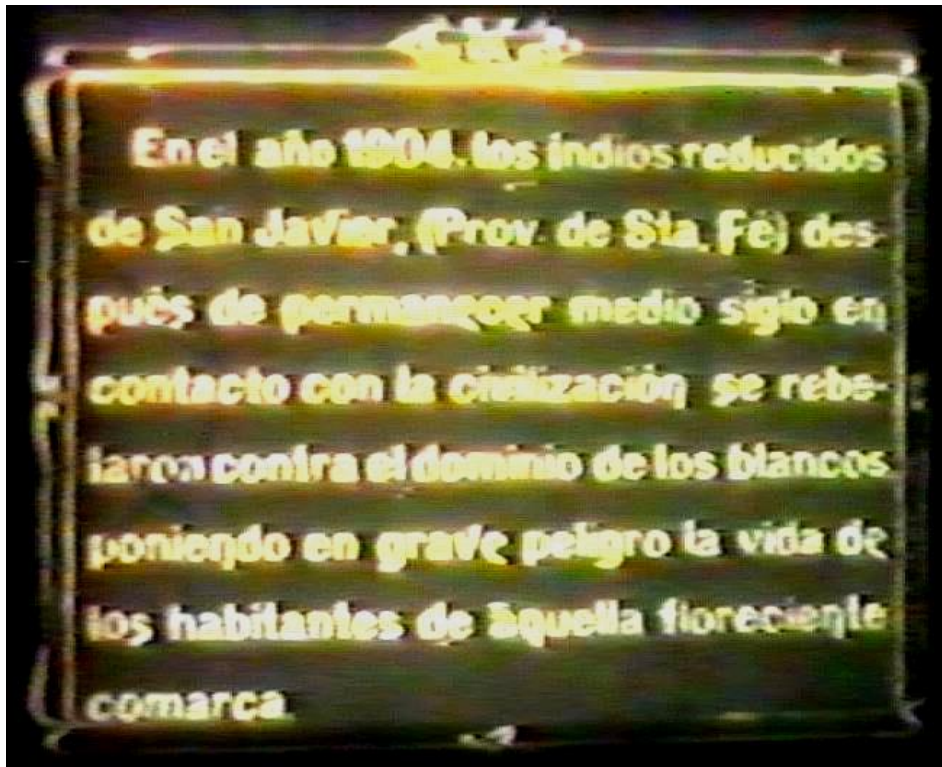 En el año 1904. los indios reducidos
de San Javier, (Prov. de Sta. Fé) des-
pués de permanecer medio siglo en
contacto con la civilización se rebe-
laron contra el dominio de los blancos
poniendo en grave peligro la vida de
los habitantes de aquella floreciente
comarca.